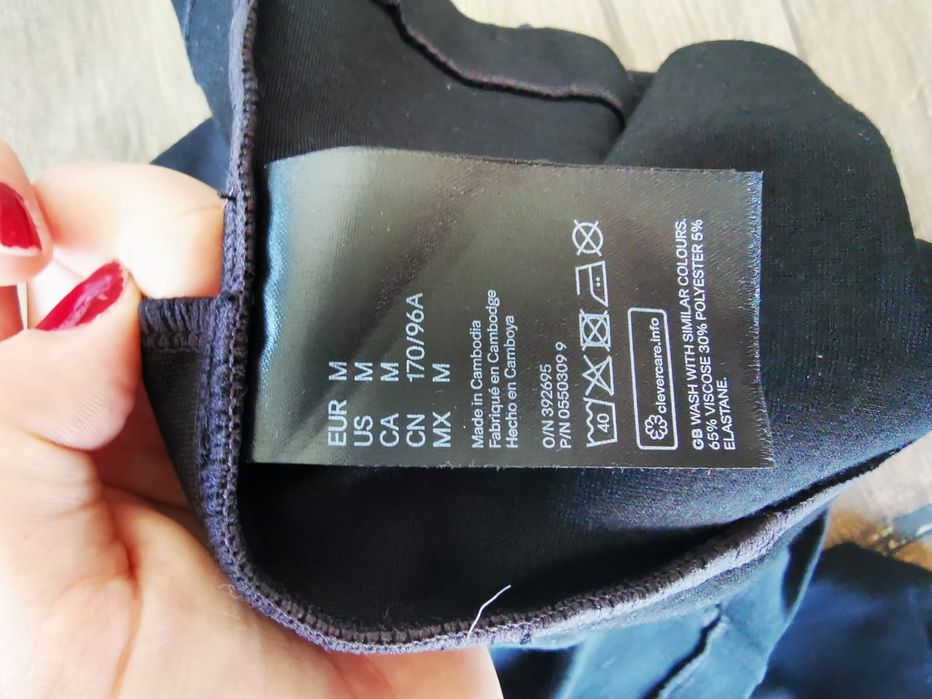 EUR M
US M
CA M
CN 170/96A
MX M
Made in Cambodia
Fabriqué en Cambodge
Hecho en Camboya
O/N 392695
P/N 0550309 9
40
clevercare.info
GB WASH WITH SIMILAR COLOURS.
65% VISCOSE 30% POLYESTER 5%
ELASTANE.